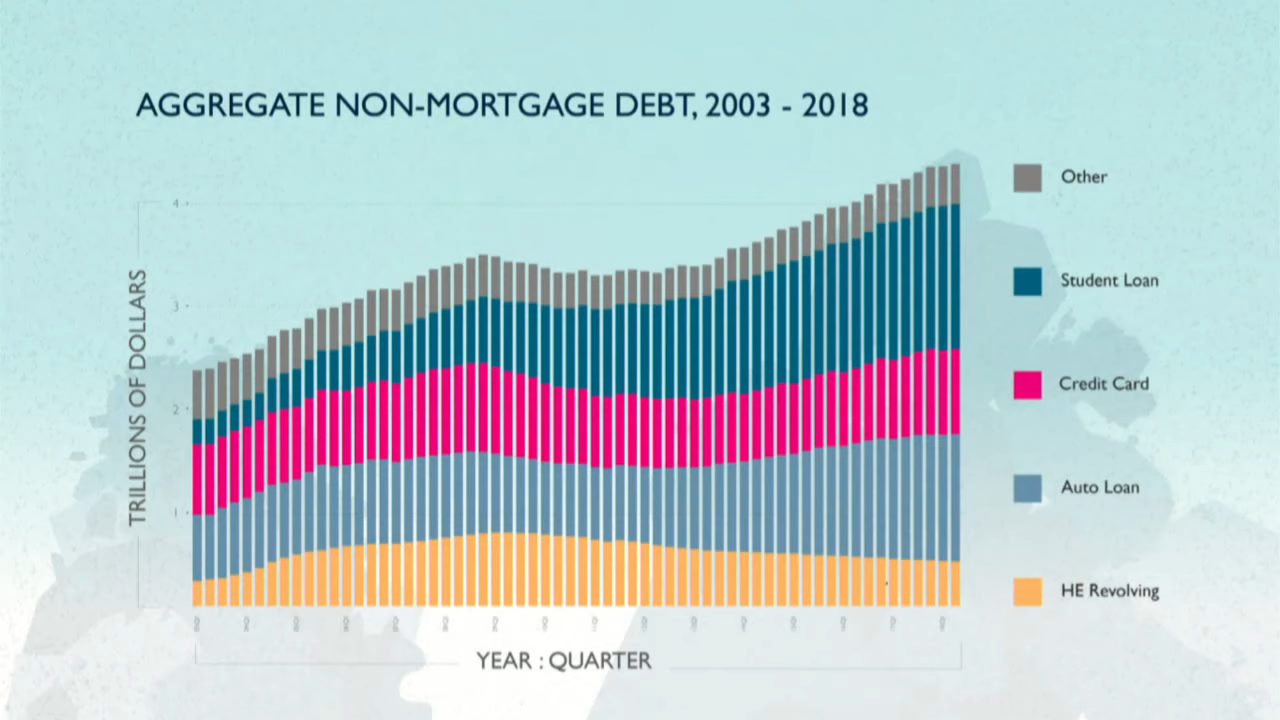 AGGREGATE NON-MORTGAGE DEBT, 2003 - 2018
Other
4
Student Loan
3
TRILLIONS OF DOLLARS
Credit Card
2
Auto Loan
1
HE Revolving
YEAR : QUARTER